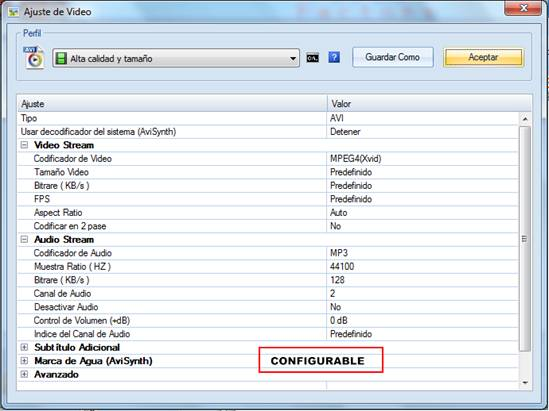 Ajuste de Video
Perfil
AVI
Alta calidad y tamaño
C:\
?
Guardar Como
Aceptar
Ajuste Valor
Tipo AVI
Usar decodificador del sistema (AviSynth) Detener
Video Stream
Codificador de Video MPEG4(Xvid)
Tamaño Video Predefinido
Bitrare ( KB/s ) Predefinido
FPS Predefinido
Aspect Ratio Auto
Codificar en 2 pase No
Audio Stream
Codificador de Audio MP3
Muestra Ratio ( HZ ) 44100
Bitrare ( KB/s ) 128
Canal de Audio 2
Desactivar Audio No
Control de Volumen (+dB) 0 dB
Indice del Canal de Audio Predefinido
Subtítulo Adicional
Marca de Agua (AviSynth)
CONFIGURABLE
Avanzado